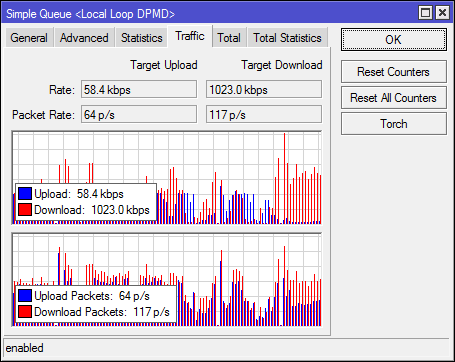 Simple Queue <Local Loop DPMD>
General Advanced Statistics Traffic Total Total Statistics
OK
Target Upload Target Download
Reset Counters
Rate: 58.4 kbps 1023.0 kbps
Reset All Counters
Packet Rate: 64 p/s 117 p/s
Torch
Upload: 58.4 kbps
Download: 1023.0 kbps
Upload Packets: 64 p/s
Download Packets: 117 p/s
enabled